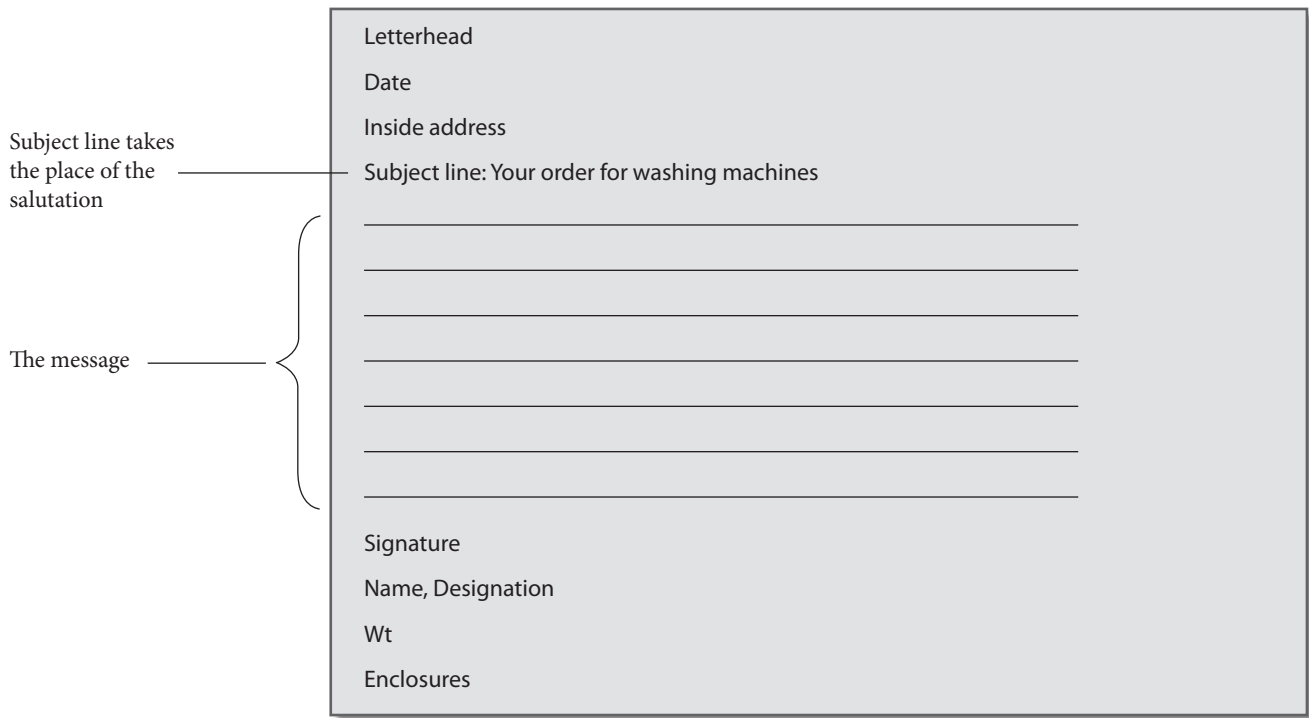 Letterhead
Date
Inside address
Subject line takes
the place of the
salutation
Subject line: Your order for washing machines
The message
Signature
Name, Designation
Wt
Enclosures